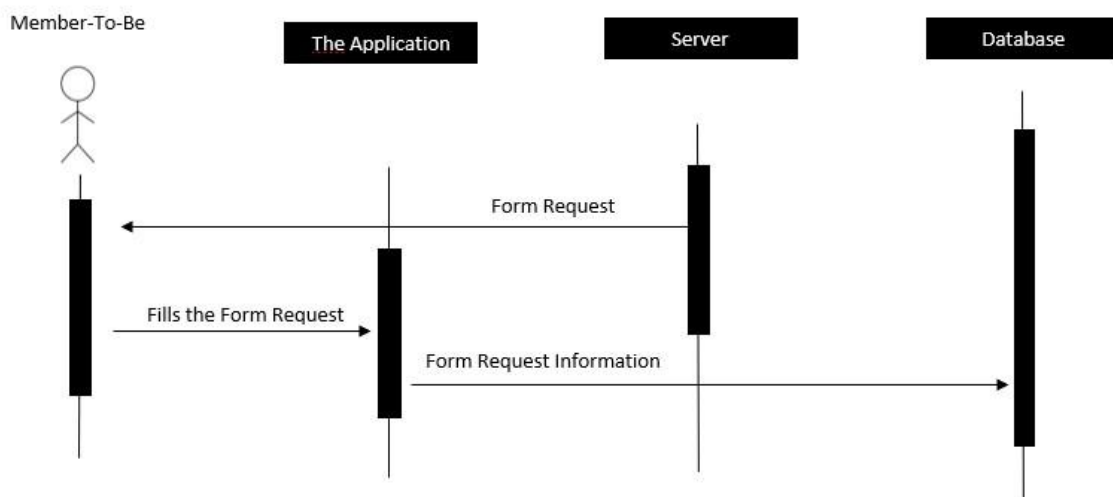 Member-To-Be
The Application
Server
Database
Form Request
Fills the Form Request
Form Request Information